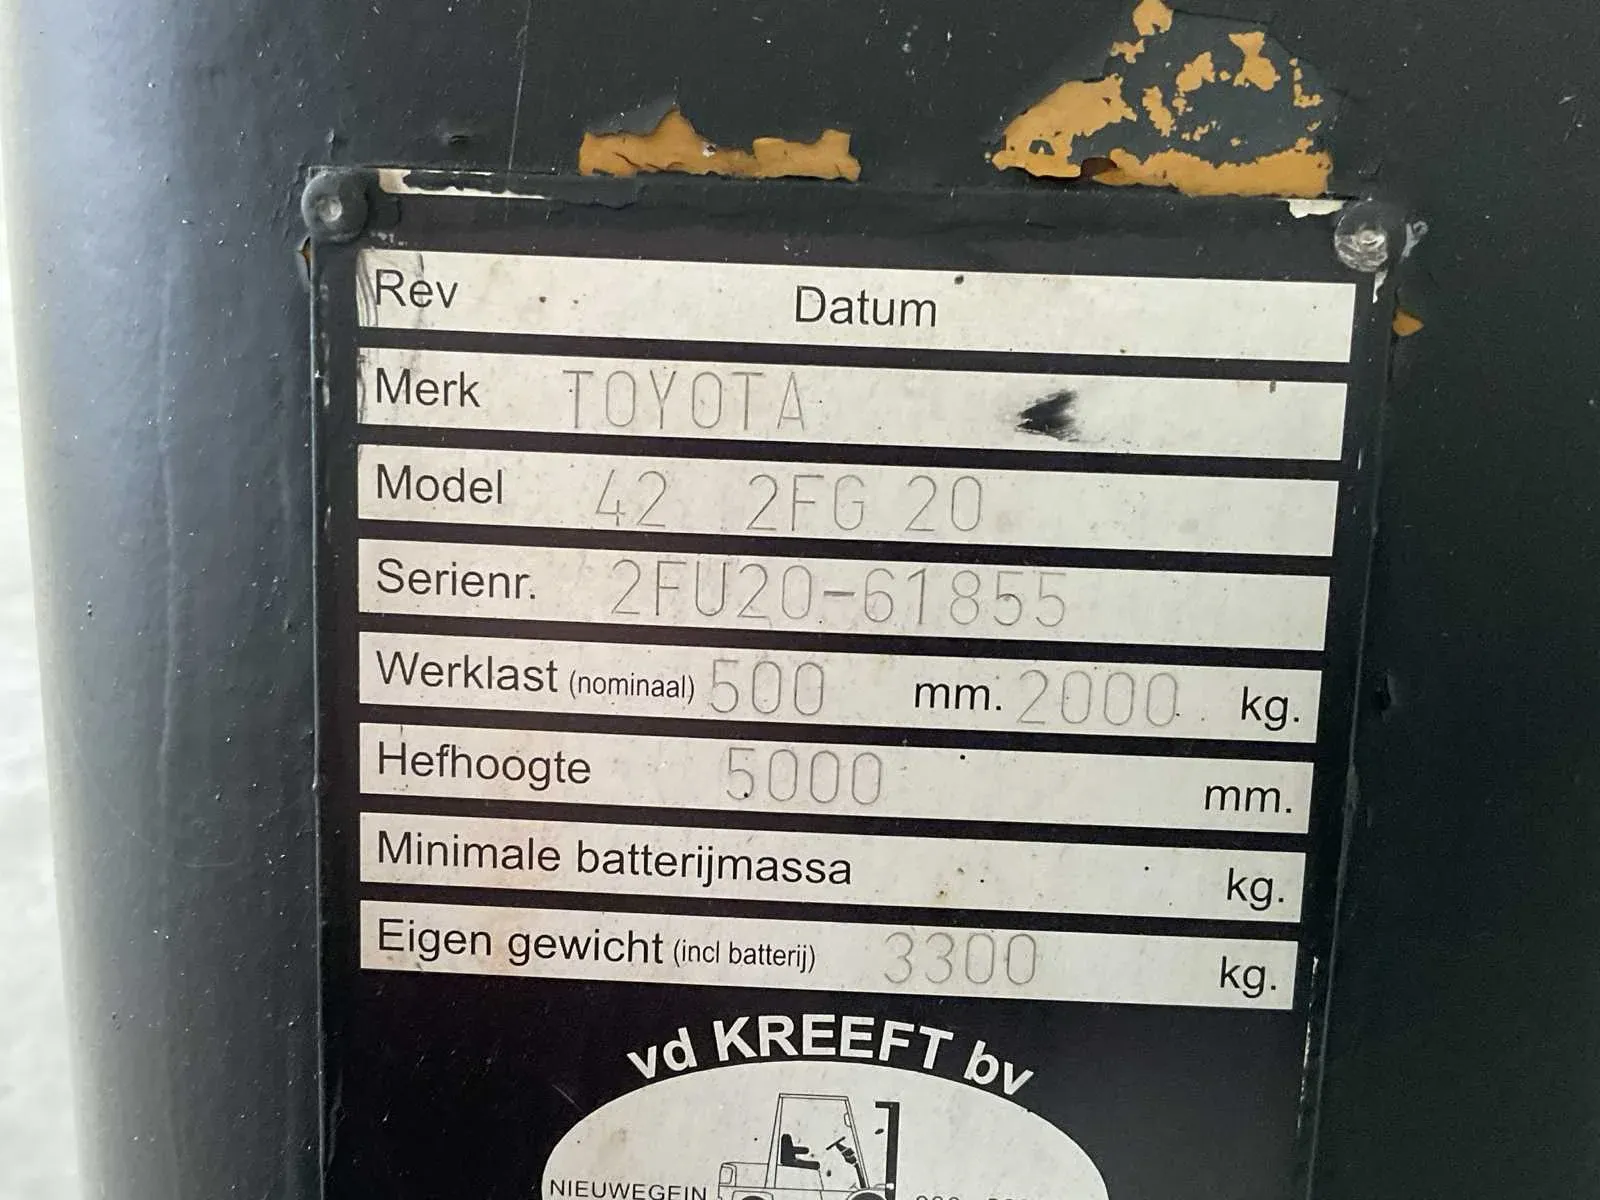 Rev Datum
Merk TOYOTA
Model 42 2FG 20
Serienr. 2FU20-61855
Werklast (nominaal) 500 mm. 2000 kg.
Hefhoogte 5000 mm.
Minimale batterijmassa kg.
Eigen gewicht (incl batterij) 3300 kg.
vd KREEFT bv
NIEUWEGEIN